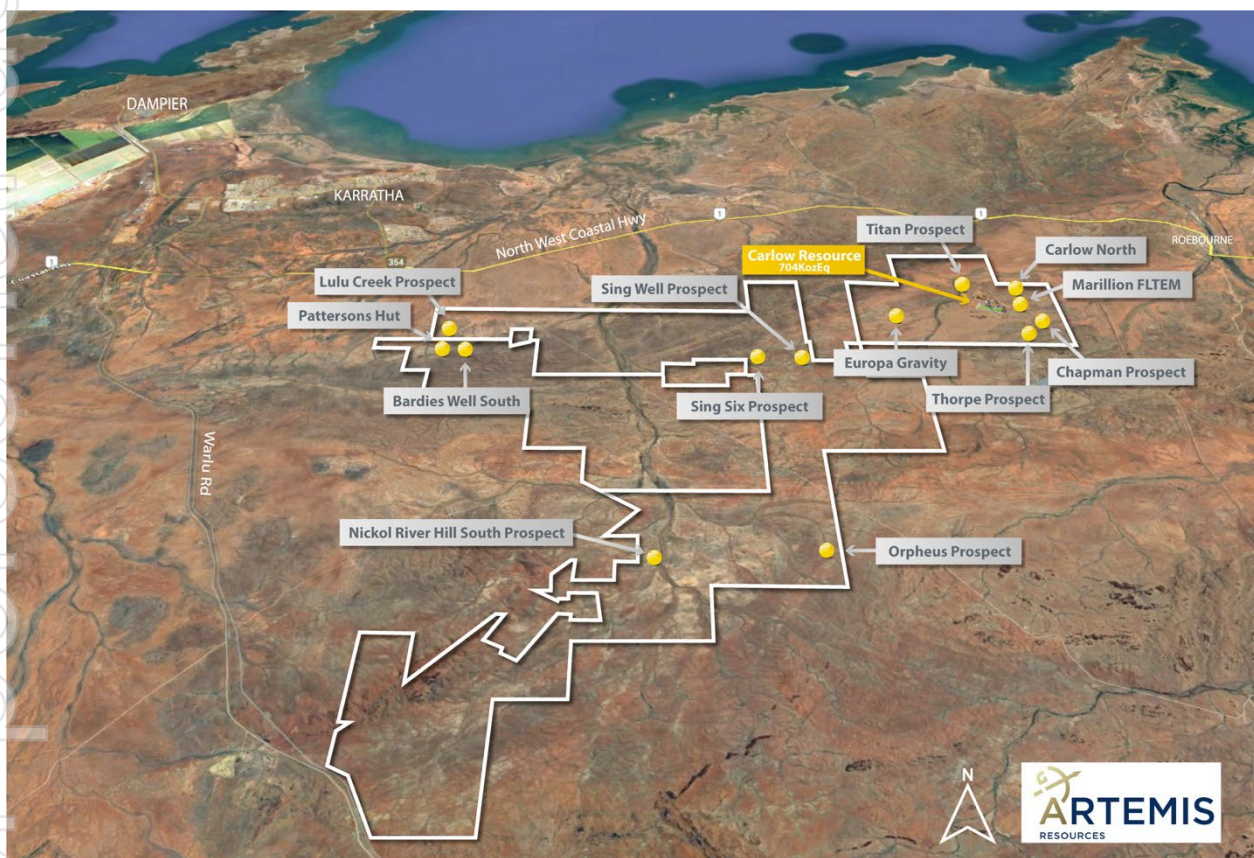 DAMPIER
KARRATHA
North West Coastal Hwy
1
1
1
354
ROEBOURNE
Titan Prospect
Carlow Resource
704KozEq
Carlow North
Marillion FLTEM
Lulu Creek Prospect
Sing Well Prospect
Pattersons Hut
Europa Gravity
Chapman Prospect
Bardies Well South
Sing Six Prospect
Thorpe Prospect
Warlu Rd
Nickol River Hill South Prospect
Orpheus Prospect
N
ARTEMIS
RESOURCES